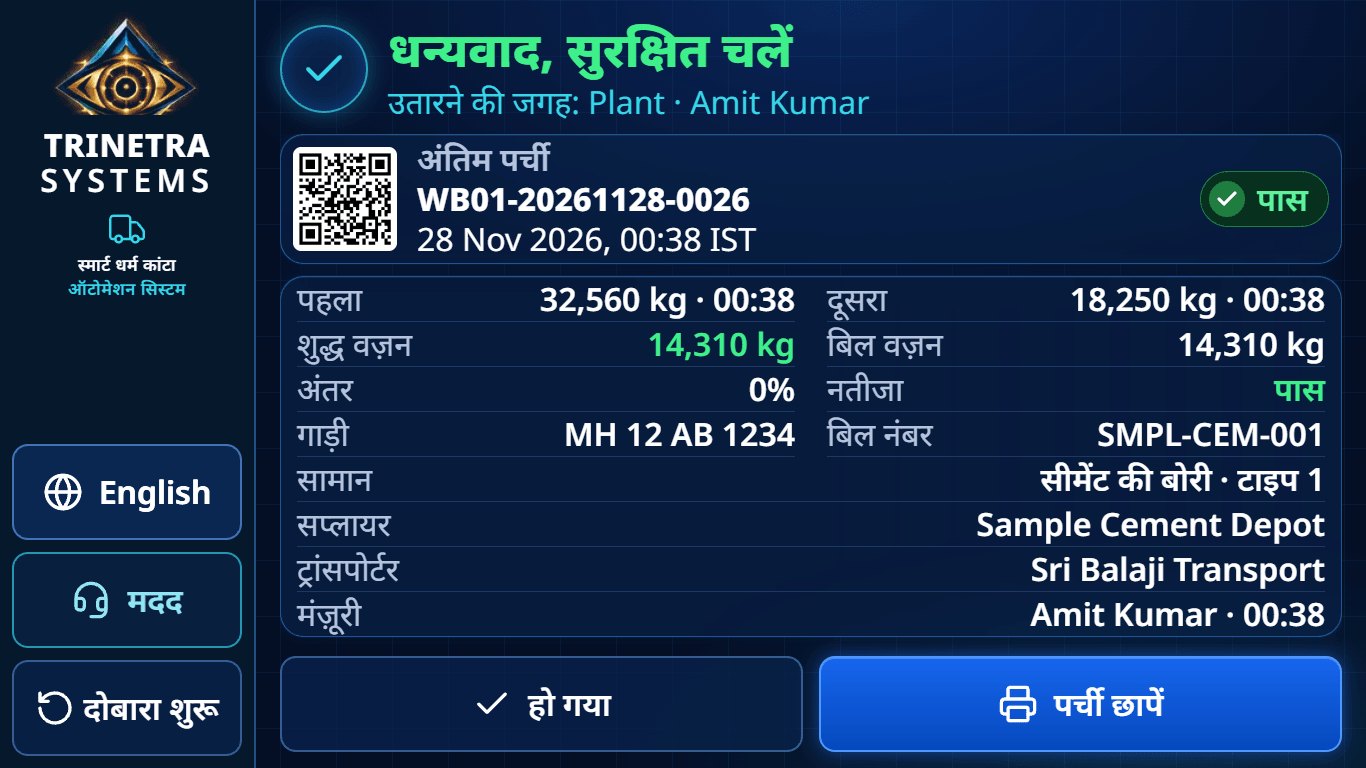 TRINETRA
SYSTEMS
स्मार्ट धर्म कांटा
ऑटोमेशन सिस्टम
English
मदद
दोबारा शुरू
धन्यवाद, सुरक्षित चलें
उतारने की जगह: Plant · Amit Kumar
अंतिम पर्ची
WB01-20261128-0026
28 Nov 2026, 00:38 IST
पास
पहला 32,560 kg · 00:38
दूसरा 18,250 kg · 00:38
शुद्ध वज़न 14,310 kg
बिल वज़न 14,310 kg
अंतर 0%
नतीजा पास
गाड़ी MH 12 AB 1234
बिल नंबर SMPL-CEM-001
सामान सीमेंट की बोरी · टाइप 1
सप्लायर Sample Cement Depot
ट्रांसपोर्टर Sri Balaji Transport
मंज़ूरी Amit Kumar · 00:38
हो गया
पर्ची छापें